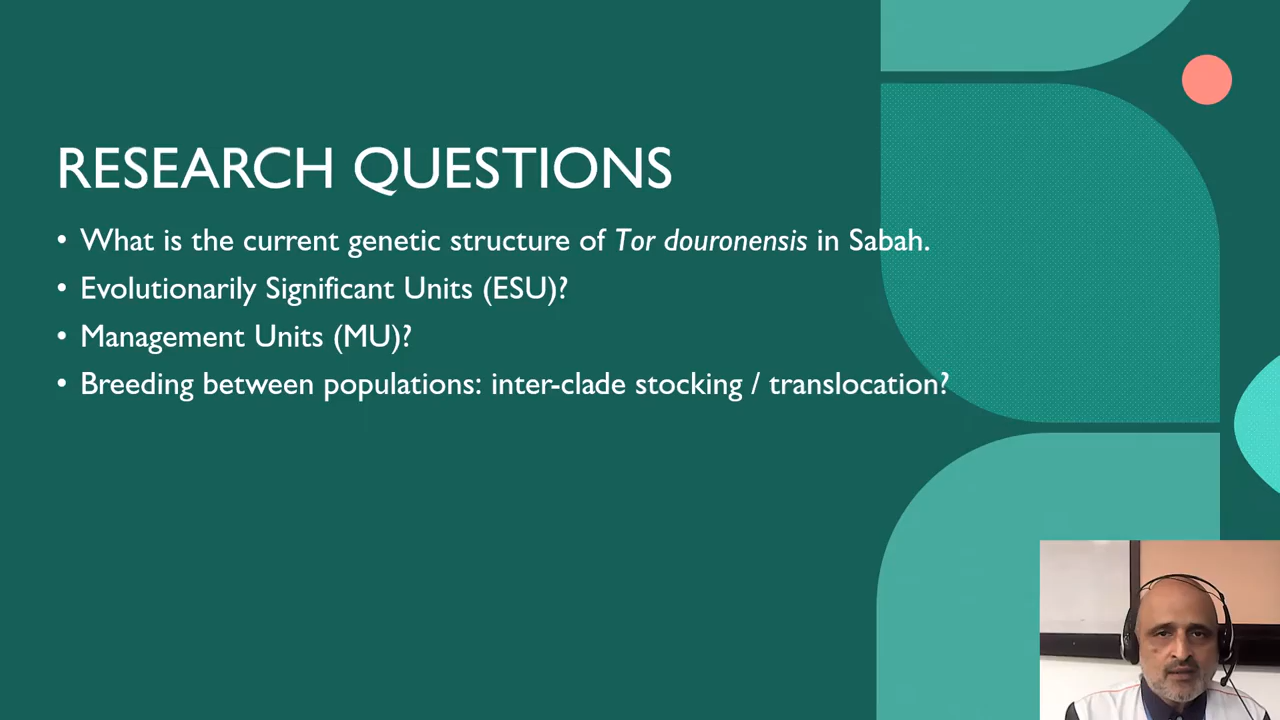 RESEARCH QUESTIONS
• What is the current genetic structure of Tor douronensis in Sabah.
• Evolutionarily Significant Units (ESU)?
• Management Units (MU)?
• Breeding between populations: inter-clade stocking / translocation?